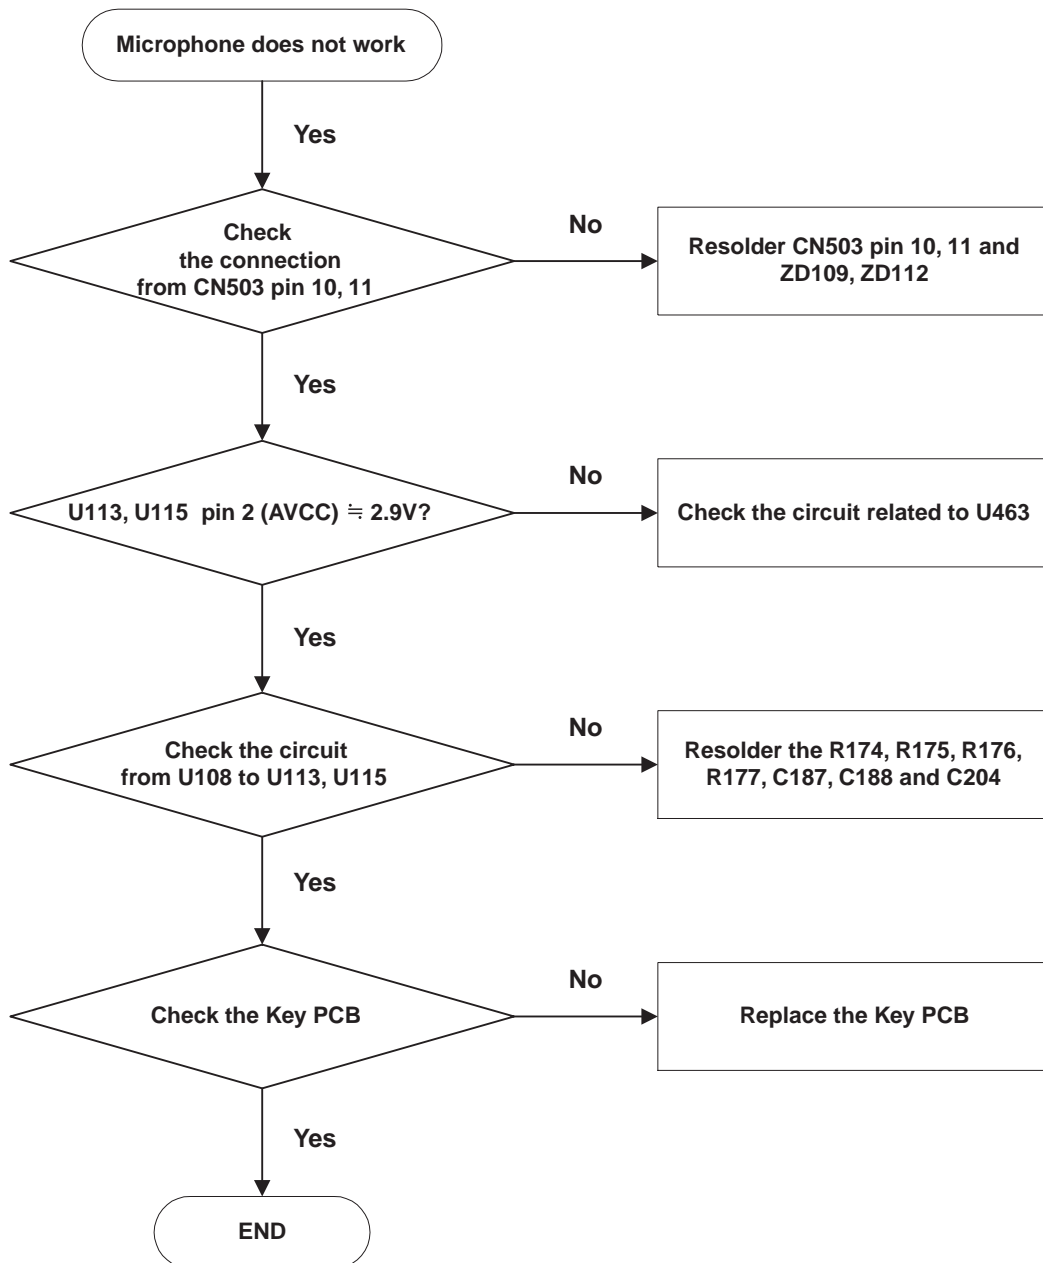 Microphone does not work
Yes
Check
the connection
from CN503 pin 10, 11
No
Resolder CN503 pin 10, 11 and
ZD109, ZD112
Yes
U113, U115  pin 2 (AVCC) ≒ 2.9V?
No
Check the circuit related to U463
Yes
Check the circuit
from U108 to U113, U115
No
Resolder the R174, R175, R176,
R177, C187, C188 and C204
Yes
Check the Key PCB
No
Replace the Key PCB
Yes
END